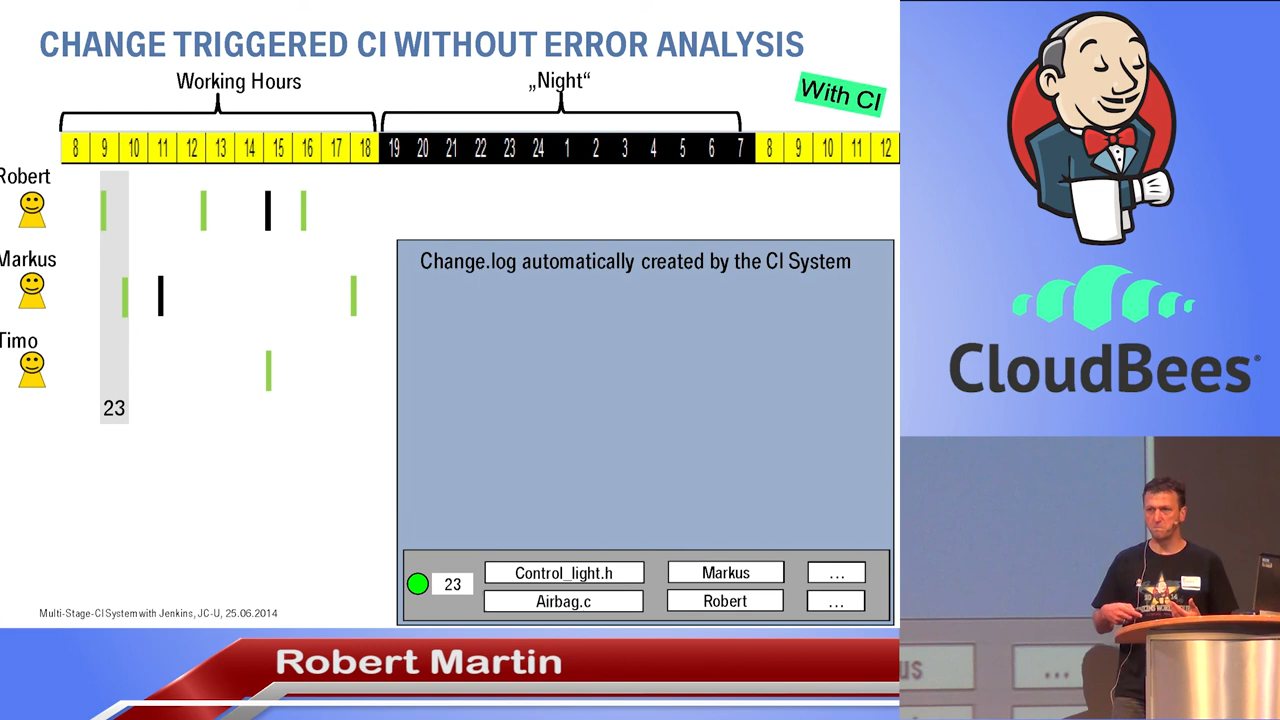 CHANGE TRIGGERED CI WITHOUT ERROR ANALYSIS
Working Hours
„Night“
With CI
8 9 10 11 12 13 14 15 16 17 18 19 20 21 22 23 24 1 2 3 4 5 6 7 8 9 10 11 12
Robert
Markus
Timo
23
Change.log automatically created by the CI System
23
Control_light.h Markus ...
Airbag.c Robert ...
Multi-Stage-CI System with Jenkins, JC-U, 25.06.2014
Robert Martin
CloudBees
us ...